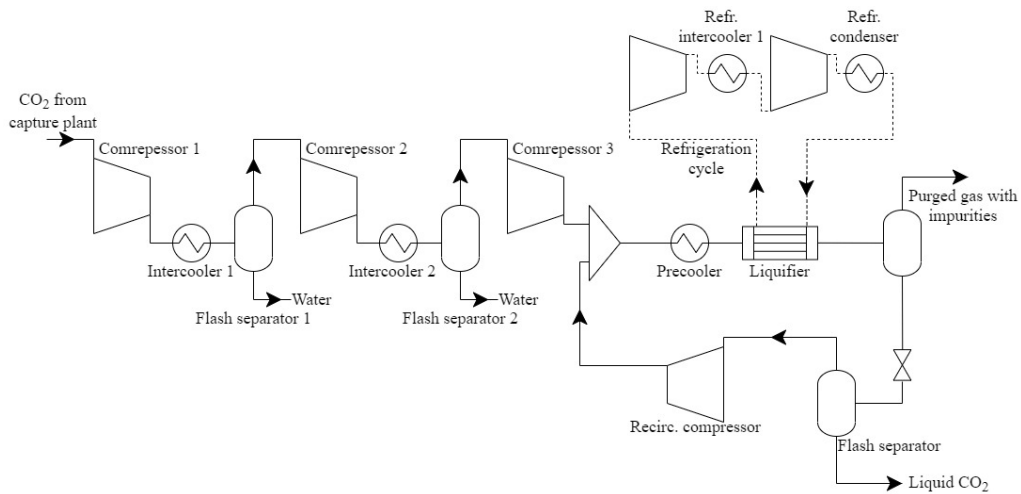 Refr.
intercooler 1
Refr.
condenser
CO₂ from
capture plant
Comrepessor 1
Comrepessor 2
Comrepessor 3
Refrigeration
cycle
Purged gas with
impurities
Intercooler 1
Intercooler 2
Precooler
Liquifier
Water
Water
Flash separator 1
Flash separator 2
Recirc. compressor
Flash separator
Liquid CO₂